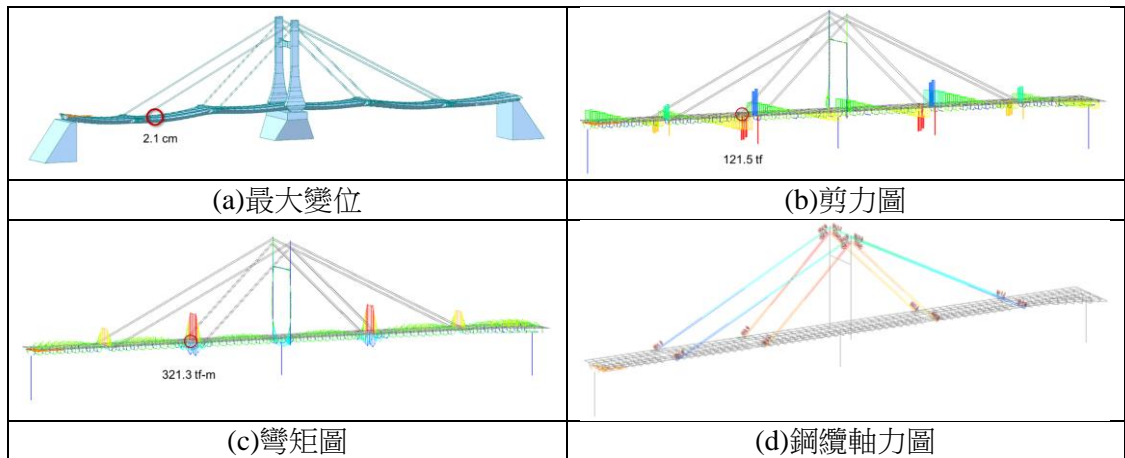 2.1 cm
121.5 tf
(a)最大變位
(b)剪力圖
321.3 tf-m
(c)彎矩圖
(d)鋼纜軸力圖